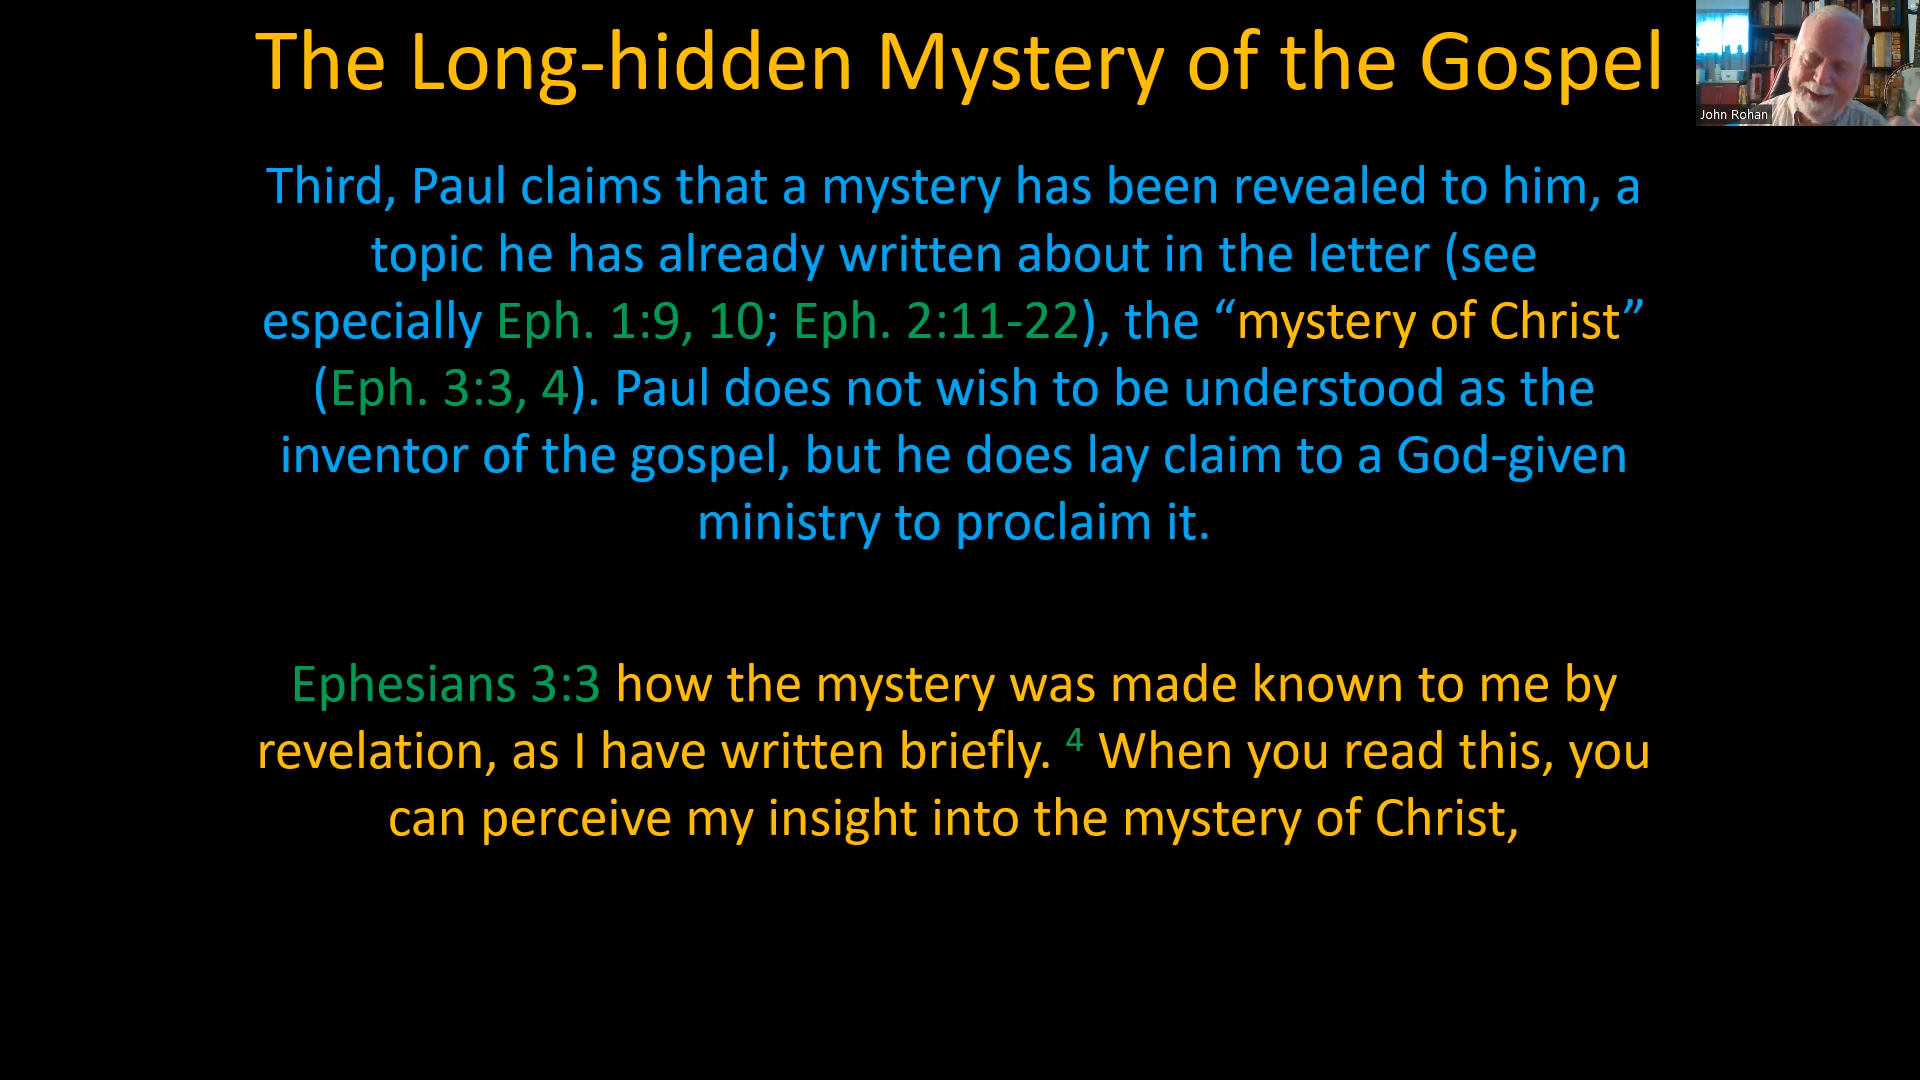 The Long-hidden Mystery of the Gospel
John Rohan
Third, Paul claims that a mystery has been revealed to him, a
topic he has already written about in the letter (see
especially Eph. 1:9, 10; Eph. 2:11-22), the “mystery of Christ”
(Eph. 3:3, 4). Paul does not wish to be understood as the
inventor of the gospel, but he does lay claim to a God-given
ministry to proclaim it.
Ephesians 3:3 how the mystery was made known to me by
revelation, as I have written briefly. 4 When you read this, you
can perceive my insight into the mystery of Christ,